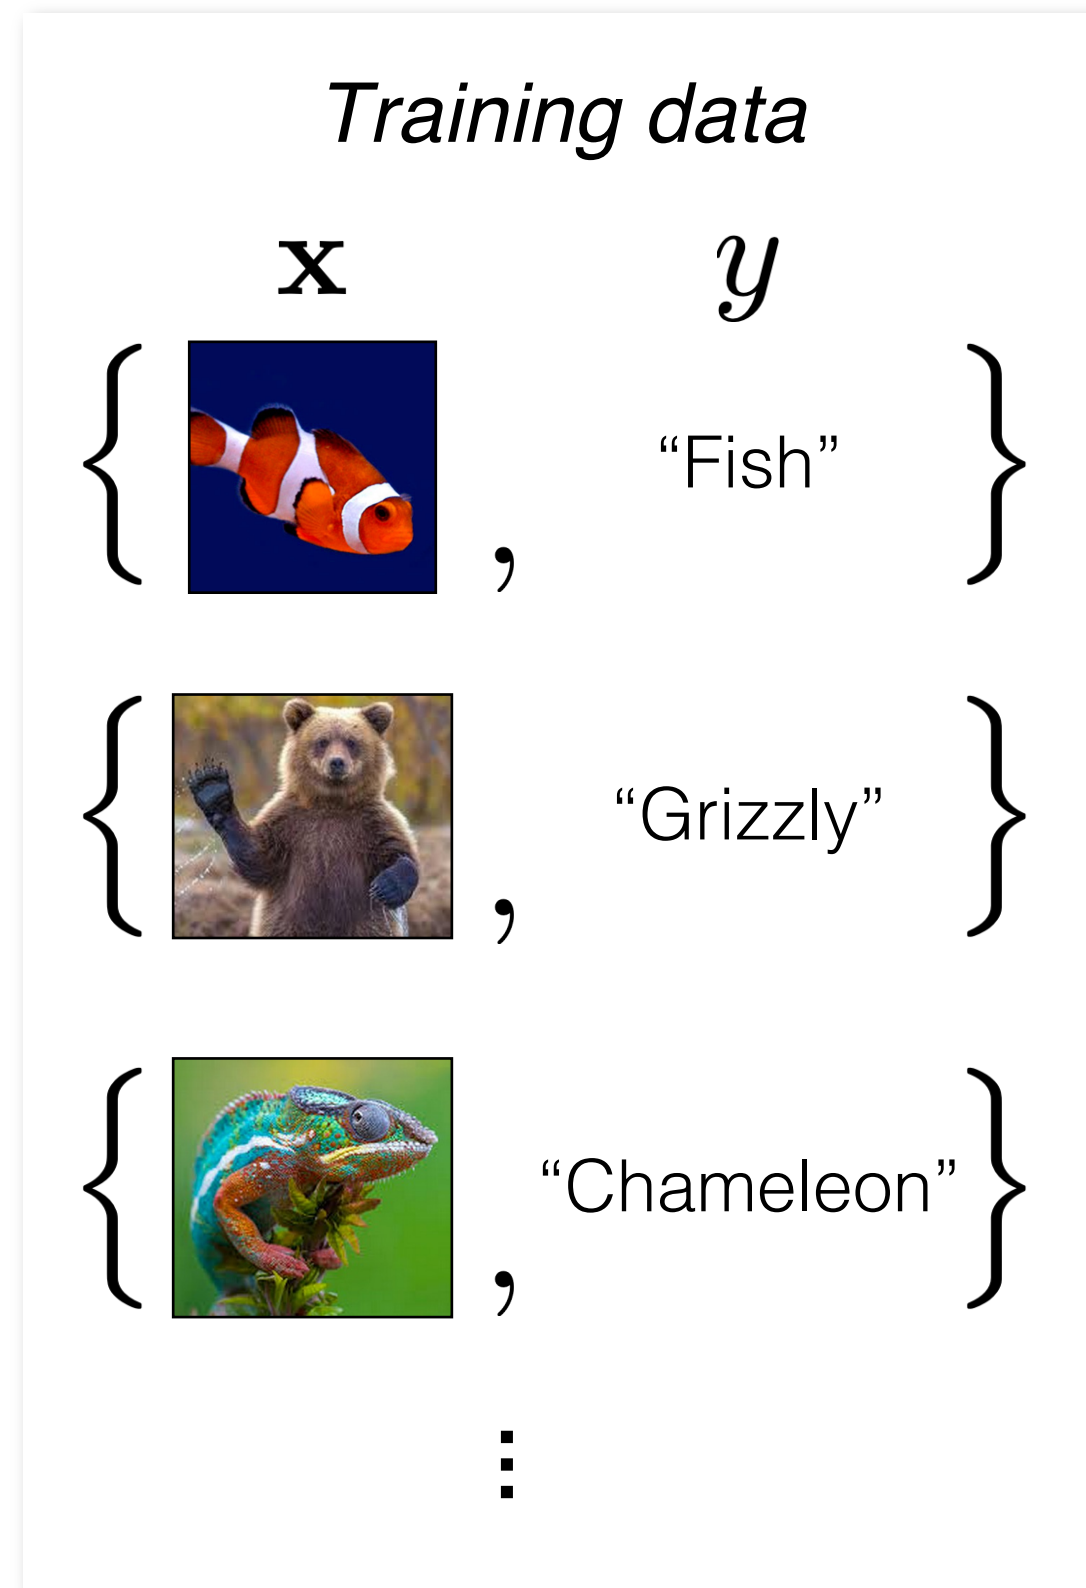 Training data
x y
{ , “Fish” }
{ , “Grizzly” }
{ , “Chameleon” }
⋮